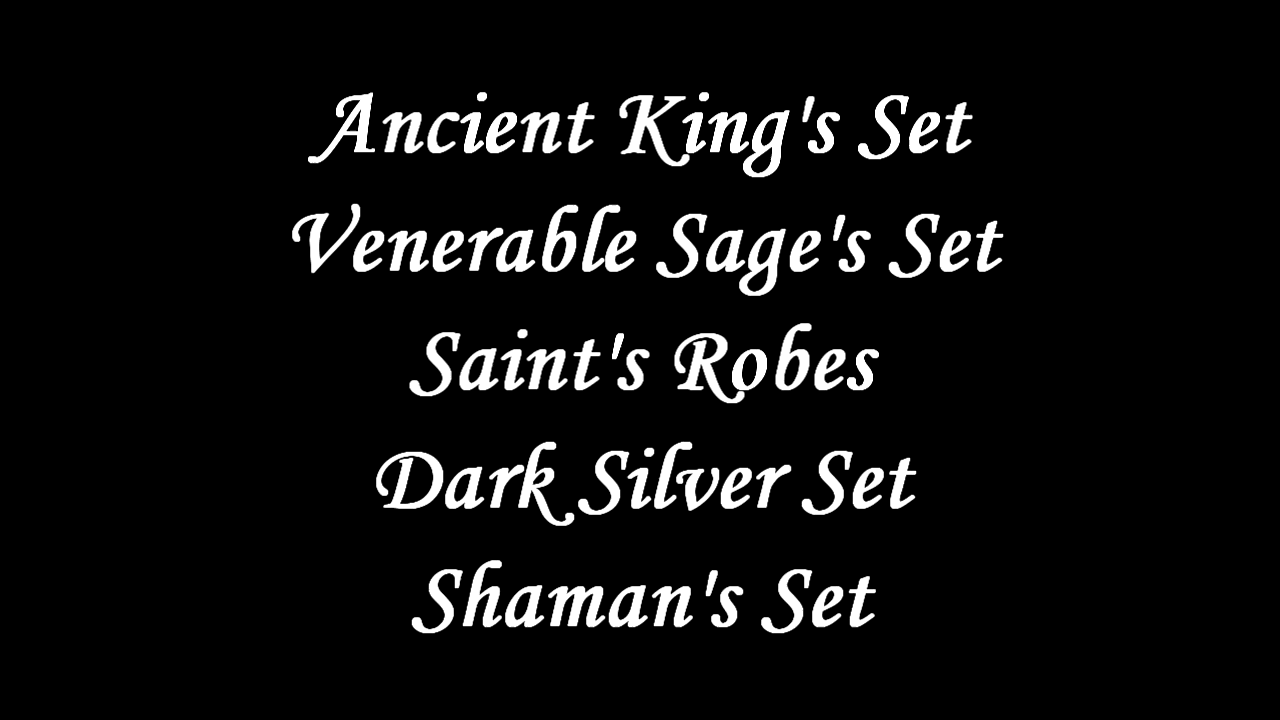 Ancient King's Set
Venerable Sage's Set
Saint's Robes
Dark Silver Set
Shaman's Set